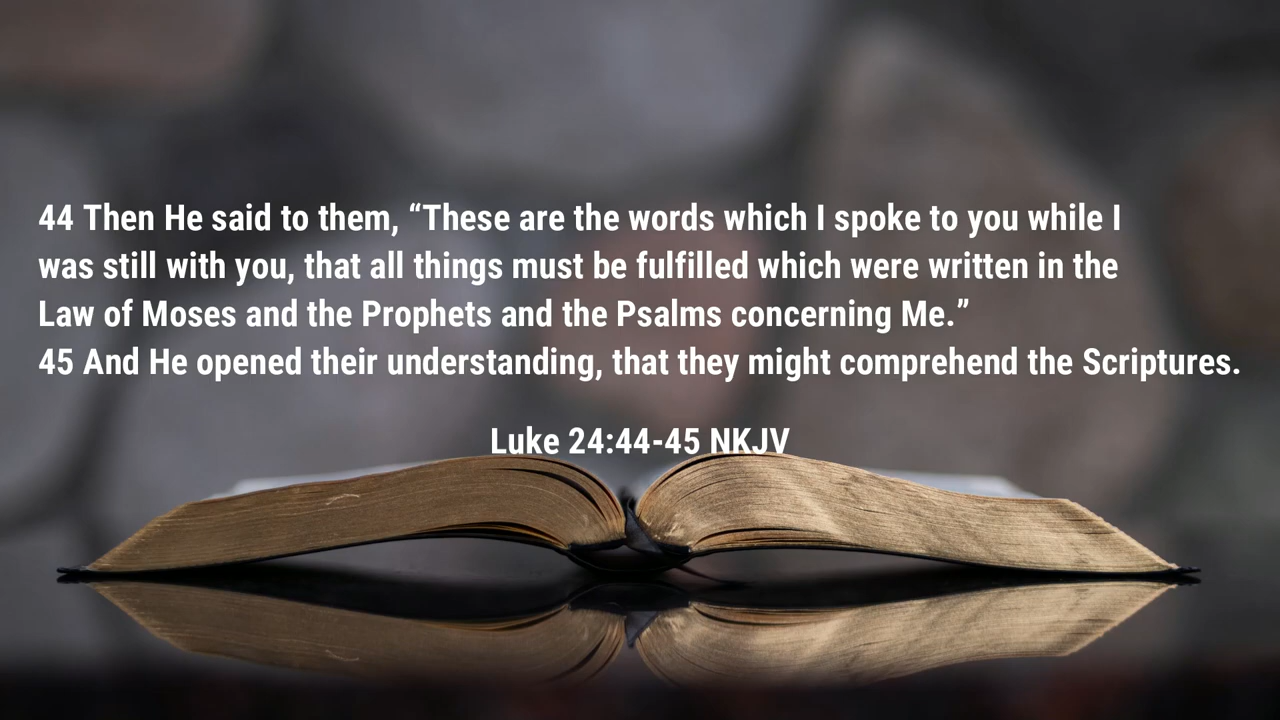 44 Then He said to them, “These are the words which I spoke to you while I
was still with you, that all things must be fulfilled which were written in the
Law of Moses and the Prophets and the Psalms concerning Me.”
45 And He opened their understanding, that they might comprehend the Scriptures.
Luke 24:44-45 NKJV